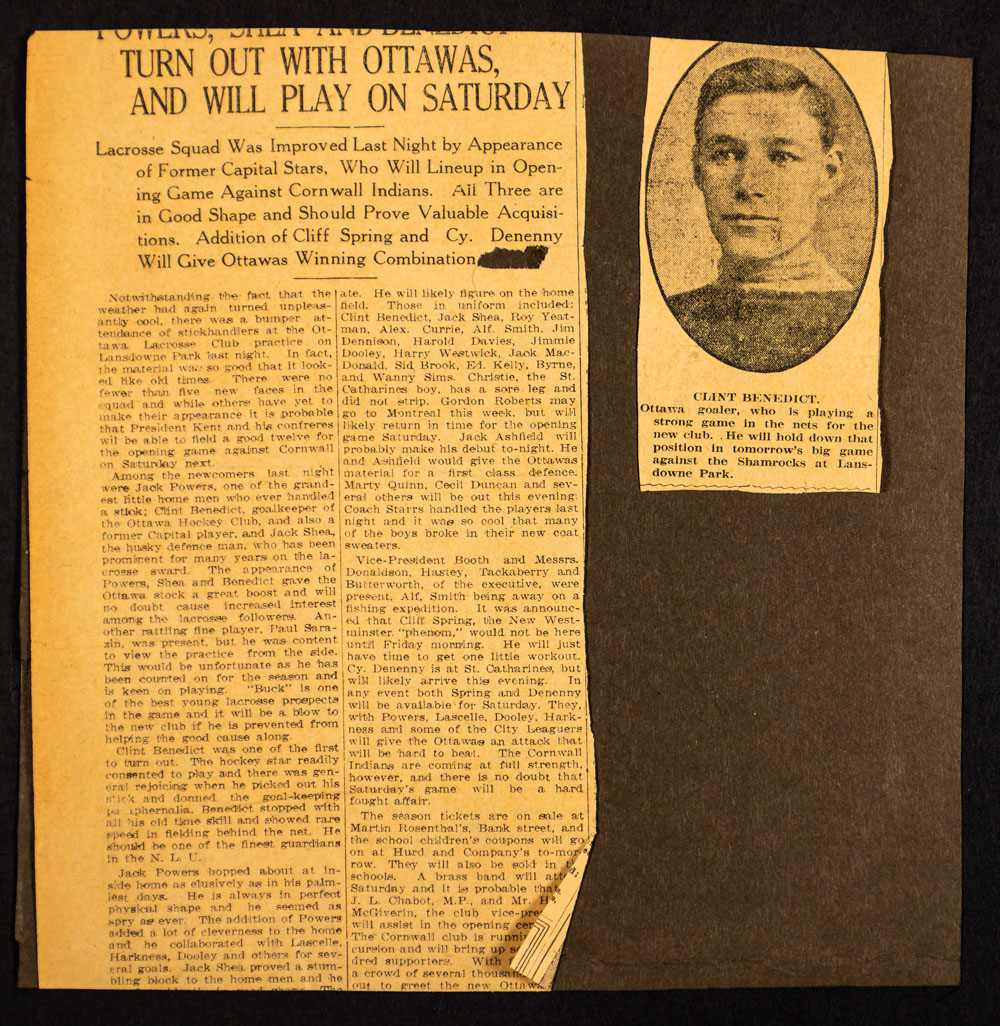 POWERS, SHEA AND BENEDICT
TURN OUT WITH OTTAWAS,
AND WILL PLAY ON SATURDAY
Lacrosse Squad Was Improved Last Night by Appearance
of Former Capital Stars, Who Will Lineup in Open-
ing Game Against Cornwall Indians. All Three are
in Good Shape and Should Prove Valuable Acquisi-
tions. Addition of Cliff Spring and Cy. Denenny
Will Give Ottawas Winning Combination
Notwithstanding the fact that the
weather had again turned unpleas-
antly cool, there was a bumper at-
tendance of stickhandlers at the Ot-
tawa Lacrosse Club practice on
Lansdowne Park last night. In fact,
the material was so good that it look-
ed like old times. There were no
fewer than five new faces in the
squad and while others have yet to
make their appearance it is probable
that President Kent and his confreres
wil be able to field a good twelve for
the opening game against Cornwall
on Saturday next.
Among the newcomers last night
were Jack Powers, one of the grand-
est little home men who ever handled
a stick; Clint Benedict, goalkeeper of
the Ottawa Hockey Club, and also a
former Capital player, and Jack Shea,
the husky defence man, who has been
prominent for many years on the la-
crosse sward. The appearance of
Powers, Shea and Benedict gave the
Ottawa stock a great boost and will
no doubt cause increased interest
among the lacrosse followers. An-
other rattling fine player, Paul Sara-
zin, was present, but he was content
to view the practice from the side.
This would be unfortunate as he has
been counted on for the season and
is keen on playing. "Buck" is one
of the best young lacrosse prospects
in the game and it will be a blow to
the new club if he is prevented from
helping the good cause along.
Clint Benedict was one of the first
to turn out. The hockey star readily
consented to play and there was gen-
eral rejoicing when he picked out his
stick and donned the goal-keeping
pa aphernalia. Benedict stopped with
all his old time skill and showed rare
speed in fielding behind the net. He
should be one of the finest guardians
in the N. L. U.
Jack Powers hopped about at in-
side home as elusively as in his palm-
iest days. He is always in perfect
physical shape and he seemed as
spry as ever. The addition of Powers
added a lot of cleverness to the home
and he collaborated with Lascelle,
Harkness, Dooley and others for sev-
eral goals. Jack Shea proved a stum-
bling block to the home men and he
ate. He will likely figure on the home
field. Those in uniform included:
Clint Benedict, Jack Shea, Roy Yeat-
man, Alex. Currie, Alf. Smith, Jim
Dennison, Harold Davies, Jimmie
Dooley, Harry Westwick, Jack Mac-
Donald, Sid Brook, Ed. Kelly, Byrne,
and Wanny Sims. Christie, the St.
Catharines boy, has a sore leg and
did not strip. Gordon Roberts may
go to Montreal this week, but will
likely return in time for the opening
game Saturday. Jack Ashfield will
probably make his debut to-night. He
and Ashfield would give the Ottawas
material for a first class defence.
Marty Quinn, Cecil Duncan and sev-
eral others will be out this evening.
Coach Starrs handled the players last
night and it was so cool that many
of the boys broke in their new coat
sweaters.
Vice-President Booth and Messrs.
Donaldson, Hastey, Tackaberry and
Butterworth, of the executive, were
present, Alf. Smith being away on a
fishing expedition. It was announc-
ed that Cliff Spring, the New West-
minster "phenom," would not be here
until Friday morning. He will just
have time to get one little workout.
Cy. Denenny is at St. Catharines, but
will likely arrive this evening. In
any event both Spring and Denenny
will be available for Saturday. They,
with Powers, Lascelle, Dooley, Hark-
ness and some of the City Leaguers
will give the Ottawas an attack that
will be hard to beat. The Cornwall
Indians are coming at full strength,
however, and there is no doubt that
Saturday's game will be a hard
fought affair.
The season tickets are on sale at
Martin Rosenthal's, Bank street, and
the school children's coupons will go
on at Hurd and Company's to-mor-
row. They will also be sold in
schools. A brass band will att
Saturday and it is probable that
J. L. Chabot, M.P., and Mr. H
McGiverin, the club vice-pre
will assist in the opening cer
The Cornwall club is runni
cursion and will bring up s
dred supporters. With
a crowd of several thousan
out to greet the new Ottaw
CLINT BENEDICT.
Ottawa goaler, who is playing a
strong game in the nets for the
new club. He will hold down that
position in tomorrow's big game
against the Shamrocks at Lans-
downe Park.